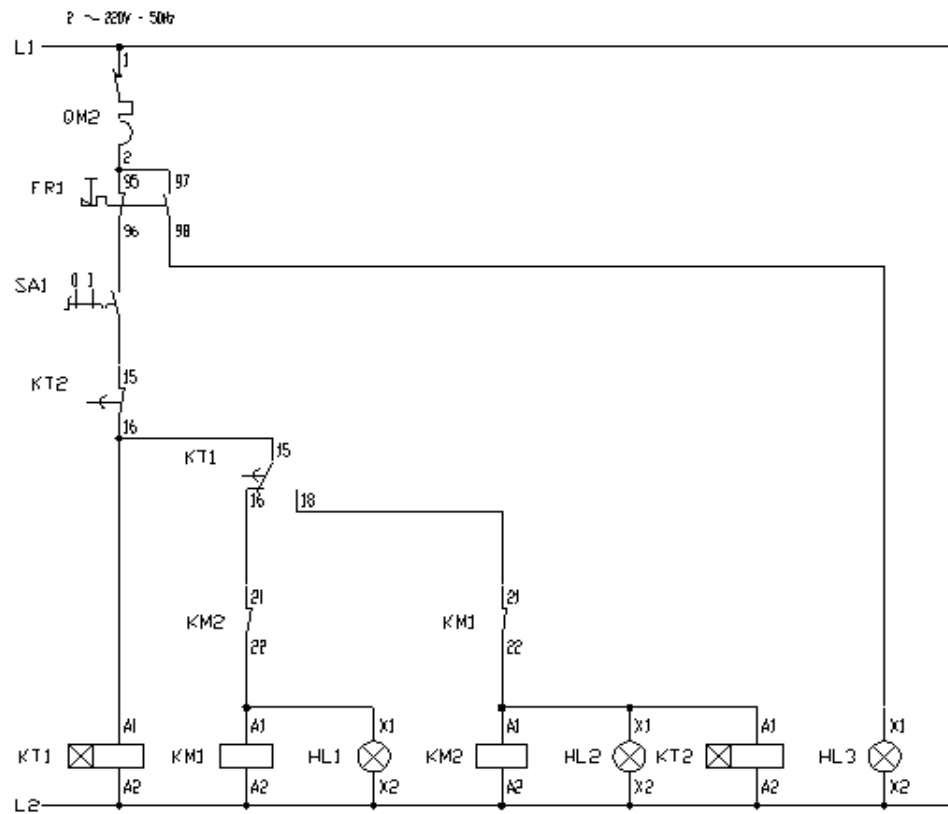 2 ~ 220V - 50Hz
L1
1
QM2
2
FR1 95 97
96 98
SA1 0 1
KT2 15
16
KT1 15
16 18
21 21
KM2 KM1
22 22
A1 A1 X1 A1 X1 A1 X1
KT1 KM1 HL1 KM2 HL2 KT2 HL3
A2 A2 X2 A2 X2 A2 X2
L2